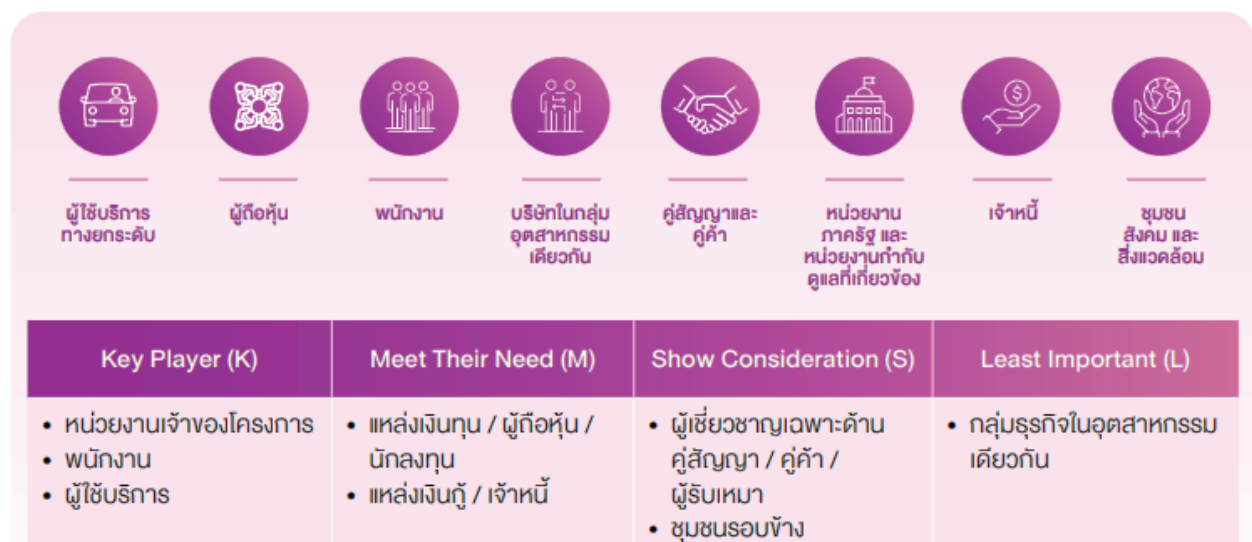 ผู้ใช้บริการ
ทางยกระดับ
ผู้ถือหุ้น
พนักงาน
บริษัทในกลุ่ม
อุตสาหกรรม
เดียวกัน
คู่สัญญาและ
คู่ค้า
หน่วยงาน
ภาครัฐ และ
หน่วยงานกำกับ
ดูแลที่เกี่ยวข้อง
เจ้าหนี้
ชุมชน
สังคม และ
สิ่งแวดล้อม
Key Player (K)
Meet Their Need (M)
Show Consideration (S)
Least Important (L)
• หน่วยงานเจ้าของโครงการ
• พนักงาน
• ผู้ใช้บริการ
• แหล่งเงินทุน / ผู้ถือหุ้น /
นักลงทุน
• แหล่งเงินกู้ / เจ้าหนี้
• ผู้เชี่ยวชาญเฉพาะด้าน
คู่สัญญา / คู่ค้า /
ผู้รับเหมา
• ชุมชนรอบข้าง
• กลุ่มธุรกิจในอุตสาหกรรม
เดียวกัน